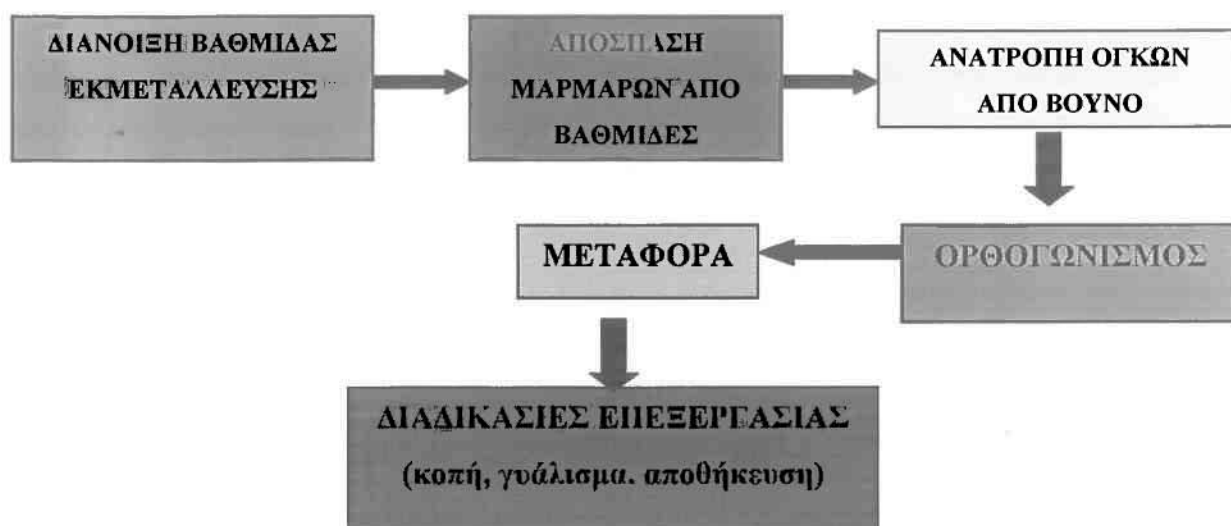 ΔΙΑΝΟΙΞΗ ΒΑΘΜΙΔΑΣ
ΕΚΜΕΤΑΛΛΕΥΣΗΣ
ΑΠΟΣΠΑΣΗ
ΜΑΡΜΑΡΩΝ ΑΠΟ
ΒΑΘΜΙΔΕΣ
ΑΝΑΤΡΟΠΗ ΟΓΚΩΝ
ΑΠΟ ΒΟΥΝΟ
ΟΡΘΟΓΩΝΙΣΜΟΣ
ΜΕΤΑΦΟΡΑ
ΔΙΑΔΙΚΑΣΙΕΣ ΕΠΕΞΕΡΓΑΣΙΑΣ
(κοπή, γυάλισμα. αποθήκευση)